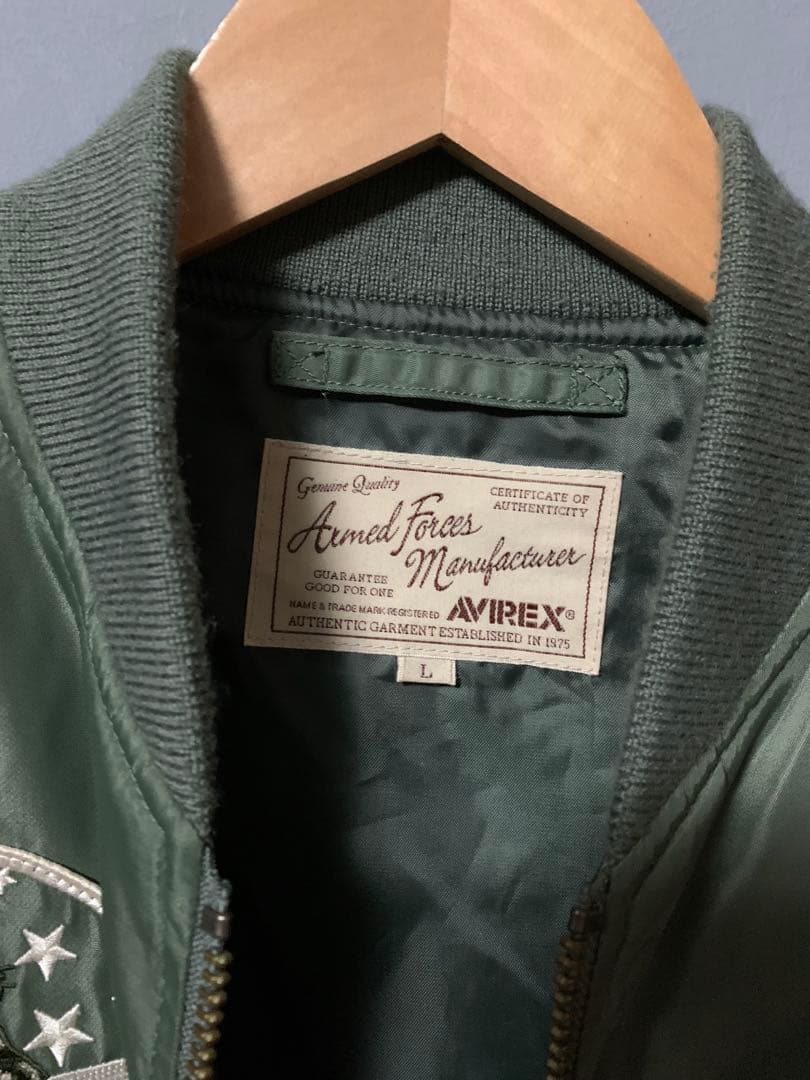 Genuine Quality
CERTIFICATE OF
AUTHENTICITY
Armed Forces
Manufacturer
GUARANTEE
GOOD FOR ONE
NAME & TRADE MARK REGISTERED
AVIREX®
AUTHENTIC GARMENT ESTABLISHED IN 1975
L